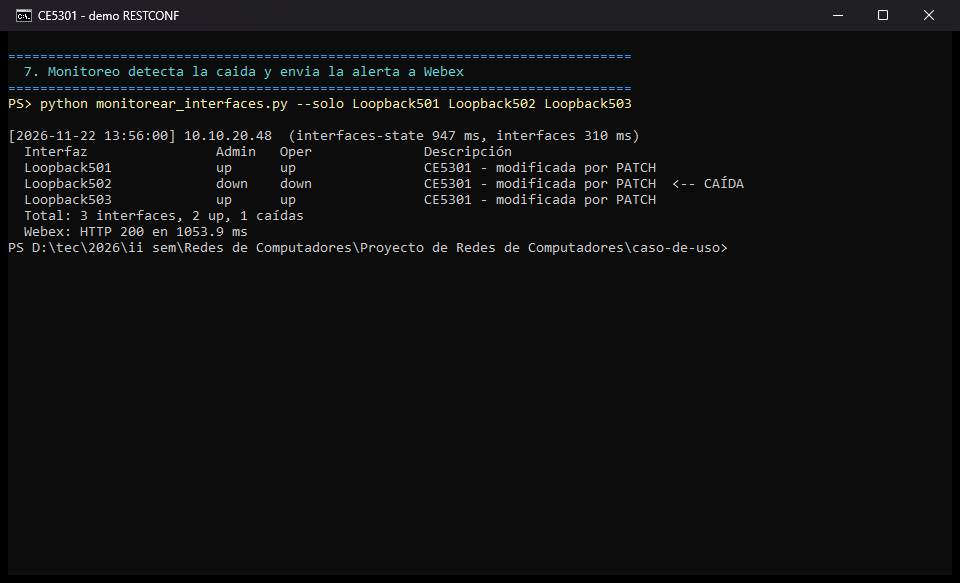 CE5301 - demo RESTCONF
==============================================================================
7. Monitoreo detecta la caida y envia la alerta a Webex
==============================================================================
PS> python monitorear_interfaces.py --solo Loopback501 Loopback502 Loopback503
[2026-11-22 13:56:00] 10.10.20.48  (interfaces-state 947 ms, interfaces 310 ms)
Interfaz                Admin   Oper              Descripción
Loopback501             up      up                CE5301 - modificada por PATCH
Loopback502             down    down              CE5301 - modificada por PATCH  <-- CAÍDA
Loopback503             up      up                CE5301 - modificada por PATCH
Total: 3 interfaces, 2 up, 1 caídas
Webex: HTTP 200 en 1053.9 ms
PS D:\tec\2026\ii sem\Redes de Computadores\Proyecto de Redes de Computadores\caso-de-uso>